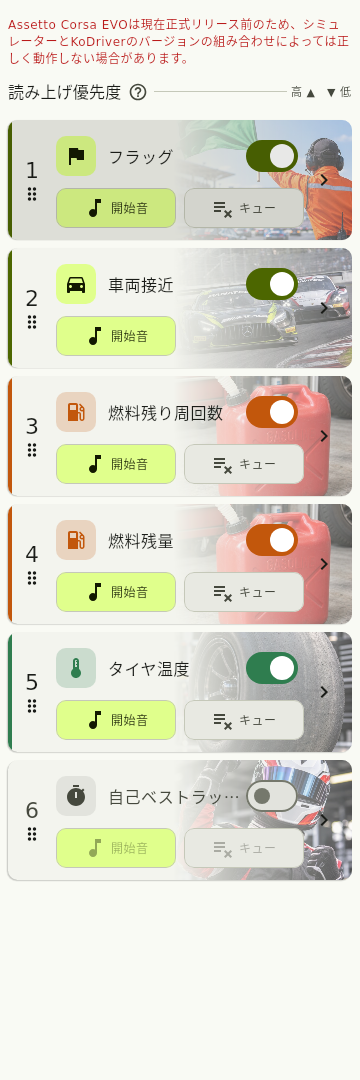 Assetto Corsa EVOは現在正式リリース前のため、シミュ
レーターとKoDriverのバージョンの組み合わせによっては正
しく動作しない場合があります。
読み上げ優先度 高▲ ▼低
1 フラッグ
開始音 キュー
2 車両接近
開始音
3 燃料残り周回数
開始音 キュー
4 燃料残量
開始音 キュー
5 タイヤ温度
開始音 キュー
6 自己ベストラッ…
開始音 キュー